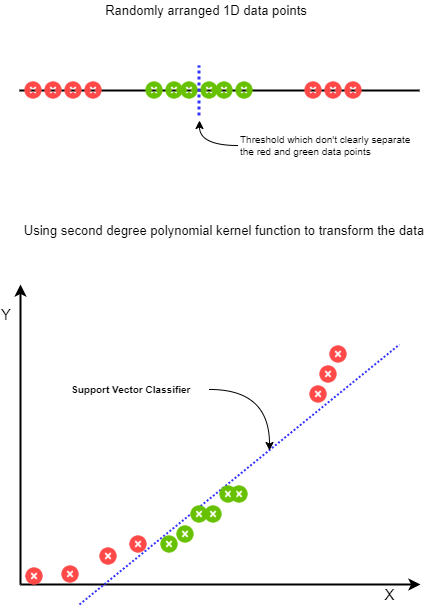 Randomly arranged 1D data points
Threshold which don't clearly separate
the red and green data points
Using second degree polynomial kernel function to transform the data
Y
Support Vector Classifier
X